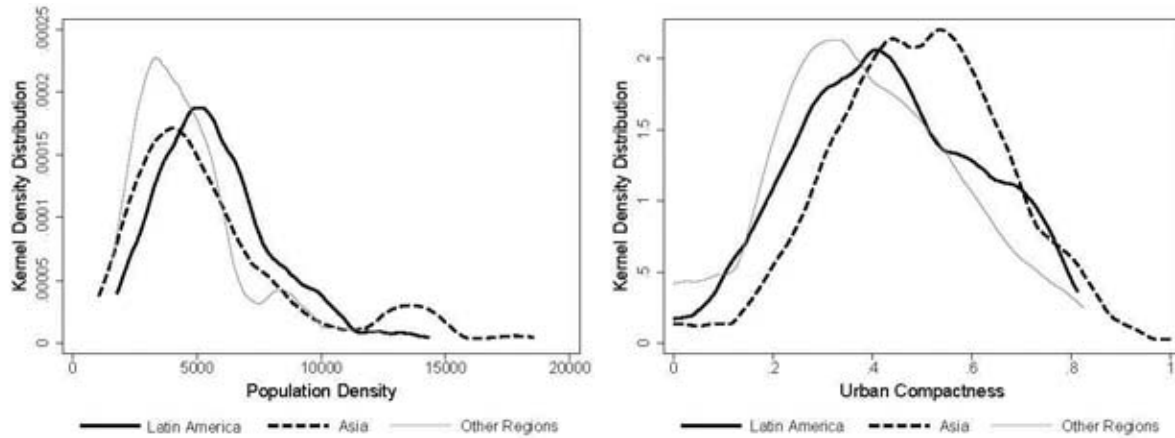 .00025
.0002
.00015
.0001
.00005
0
Kernel Density Distribution
0 5000 10000 15000 20000
Population Density
Latin America Asia Other Regions
2
1.5
1
.5
0
Kernel Density Distribution
0 .2 .4 .6 .8 1
Urban Compactness
Latin America Asia Other Regions